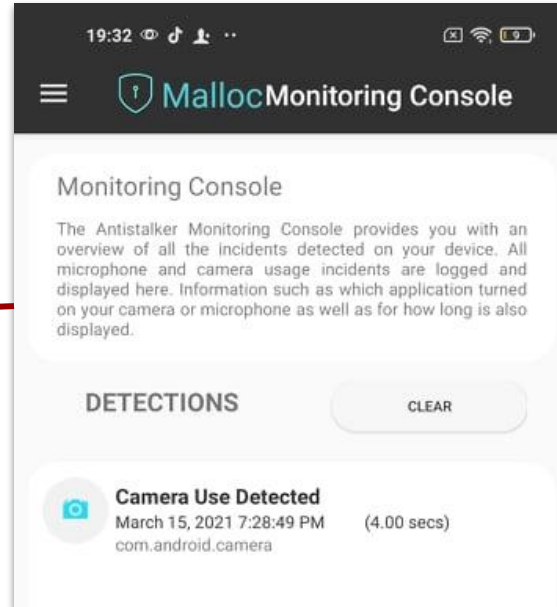 19:32
19
Malloc Monitoring Console
Monitoring Console
The Antistalker Monitoring Console provides you with an
overview of all the incidents detected on your device. All
microphone and camera usage incidents are logged and
displayed here. Information such as which application turned
on your camera or microphone as well as for how long is also
displayed.
DETECTIONS
CLEAR
Camera Use Detected
March 15, 2021 7:28:49 PM (4.00 secs)
com.android.camera